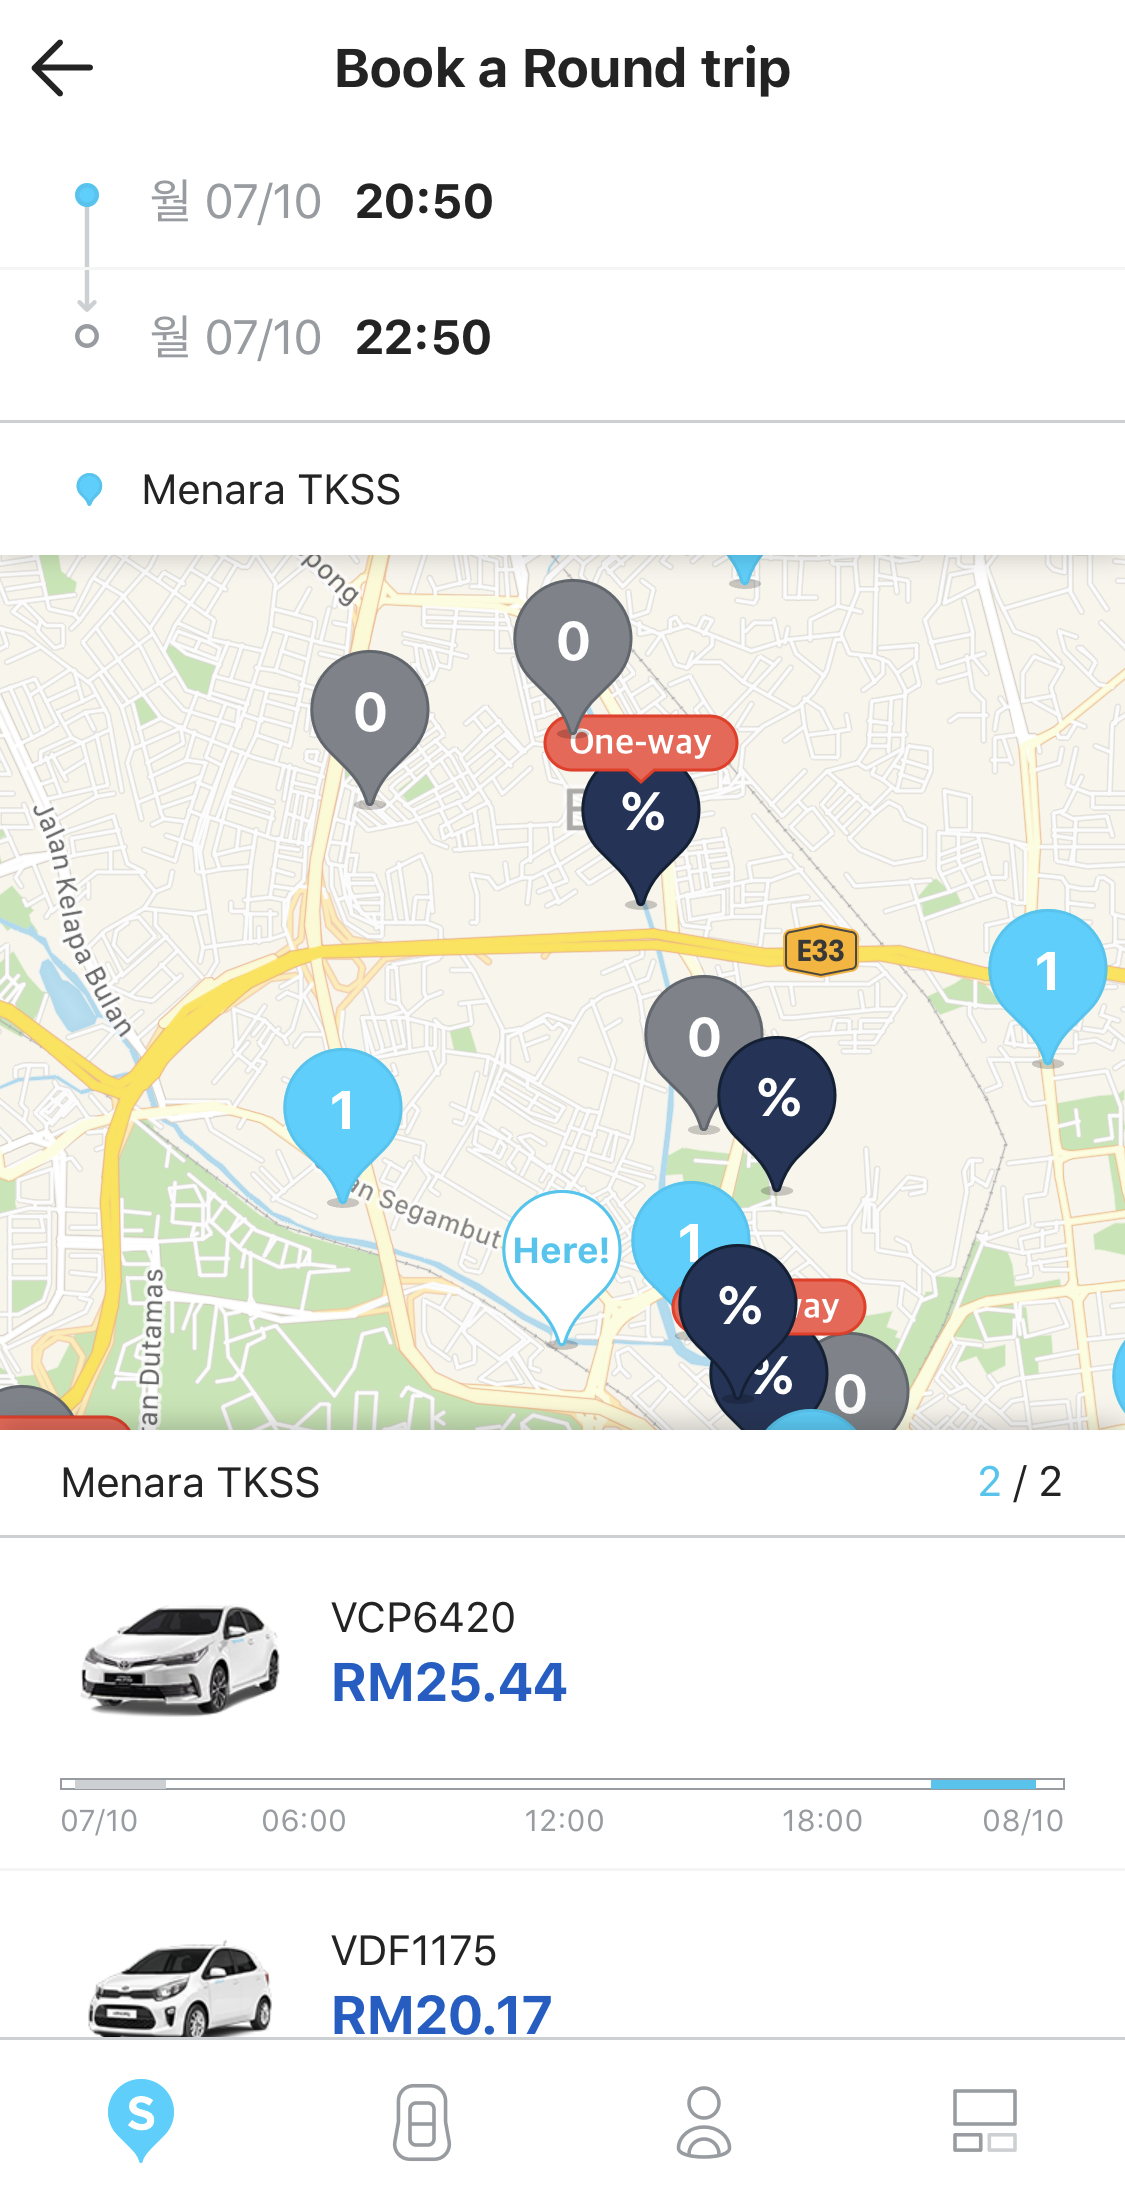 Book a Round trip
월 07/10 20:50
월 07/10 22:50
Menara TKSS
pong
0
0
One-way
%
Jalan Kelapa Bulan
E33
1
0
%
1
an Segambut
Here!
1
%
way
%
0
ran Dutamas
Menara TKSS 2 / 2
VCP6420
RM25.44
07/10 06:00 12:00 18:00 08/10
VDF1175
RM20.17
S